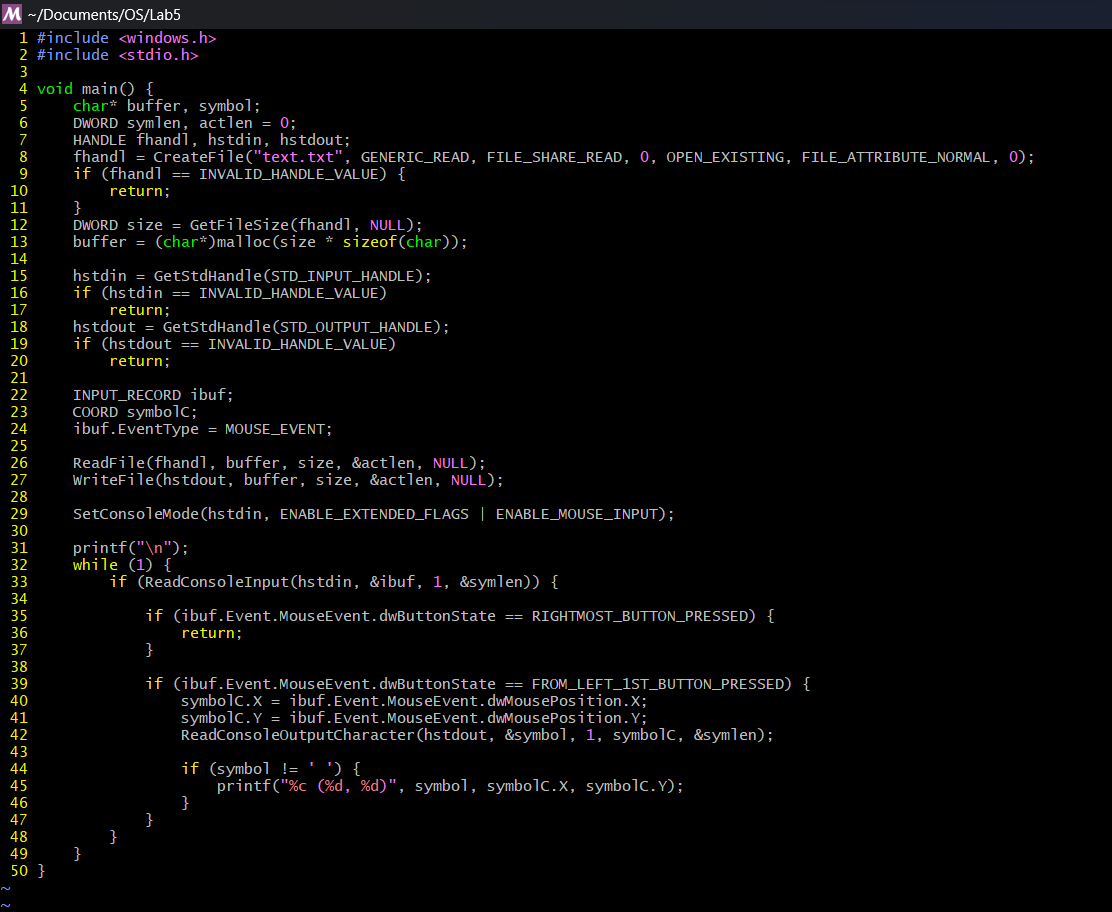 M ~/Documents/OS/Lab5
1 #include <windows.h>
2 #include <stdio.h>
3
4 void main() {
5     char* buffer, symbol;
6     DWORD symlen, actlen = 0;
7     HANDLE fhandl, hstdin, hstdout;
8     fhandl = CreateFile("text.txt", GENERIC_READ, FILE_SHARE_READ, 0, OPEN_EXISTING, FILE_ATTRIBUTE_NORMAL, 0);
9     if (fhandl == INVALID_HANDLE_VALUE) {
10         return;
11     }
12     DWORD size = GetFileSize(fhandl, NULL);
13     buffer = (char*)malloc(size * sizeof(char));
14
15     hstdin = GetStdHandle(STD_INPUT_HANDLE);
16     if (hstdin == INVALID_HANDLE_VALUE)
17         return;
18     hstdout = GetStdHandle(STD_OUTPUT_HANDLE);
19     if (hstdout == INVALID_HANDLE_VALUE)
20         return;
21
22     INPUT_RECORD ibuf;
23     COORD symbolC;
24     ibuf.EventType = MOUSE_EVENT;
25
26     ReadFile(fhandl, buffer, size, &actlen, NULL);
27     WriteFile(hstdout, buffer, size, &actlen, NULL);
28
29     SetConsoleMode(hstdin, ENABLE_EXTENDED_FLAGS | ENABLE_MOUSE_INPUT);
30
31     printf("\n");
32     while (1) {
33         if (ReadConsoleInput(hstdin, &ibuf, 1, &symlen)) {
34
35             if (ibuf.Event.MouseEvent.dwButtonState == RIGHTMOST_BUTTON_PRESSED) {
36                 return;
37             }
38
39             if (ibuf.Event.MouseEvent.dwButtonState == FROM_LEFT_1ST_BUTTON_PRESSED) {
40                 symbolC.X = ibuf.Event.MouseEvent.dwMousePosition.X;
41                 symbolC.Y = ibuf.Event.MouseEvent.dwMousePosition.Y;
42                 ReadConsoleOutputCharacter(hstdout, &symbol, 1, symbolC, &symlen);
43
44                 if (symbol != ' ') {
45                     printf("%c (%d, %d)", symbol, symbolC.X, symbolC.Y);
46                 }
47             }
48         }
49     }
50 }
~
~